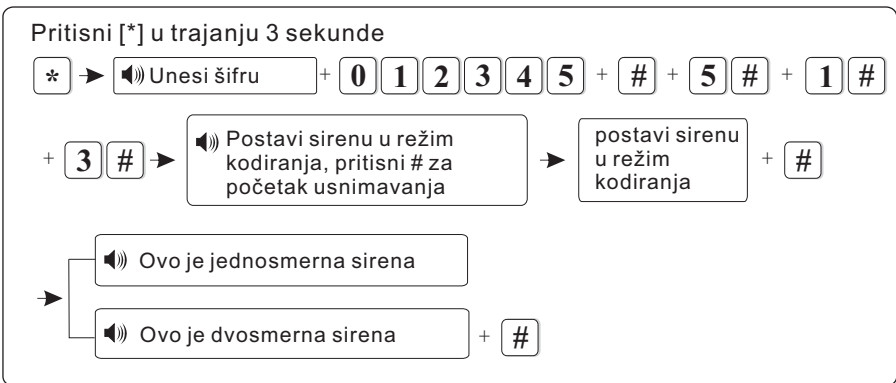 Pritisni [*] u trajanju 3 sekunde
* Unesi šifru + 0 1 2 3 4 5 + # + 5 # + 1 #
+ 3 # Postavi sirenu u režim kodiranja, pritisni # za početak usnimavanja postavi sirenu u režim kodiranja + #
Ovo je jednosmerna sirena
Ovo je dvosmerna sirena + #